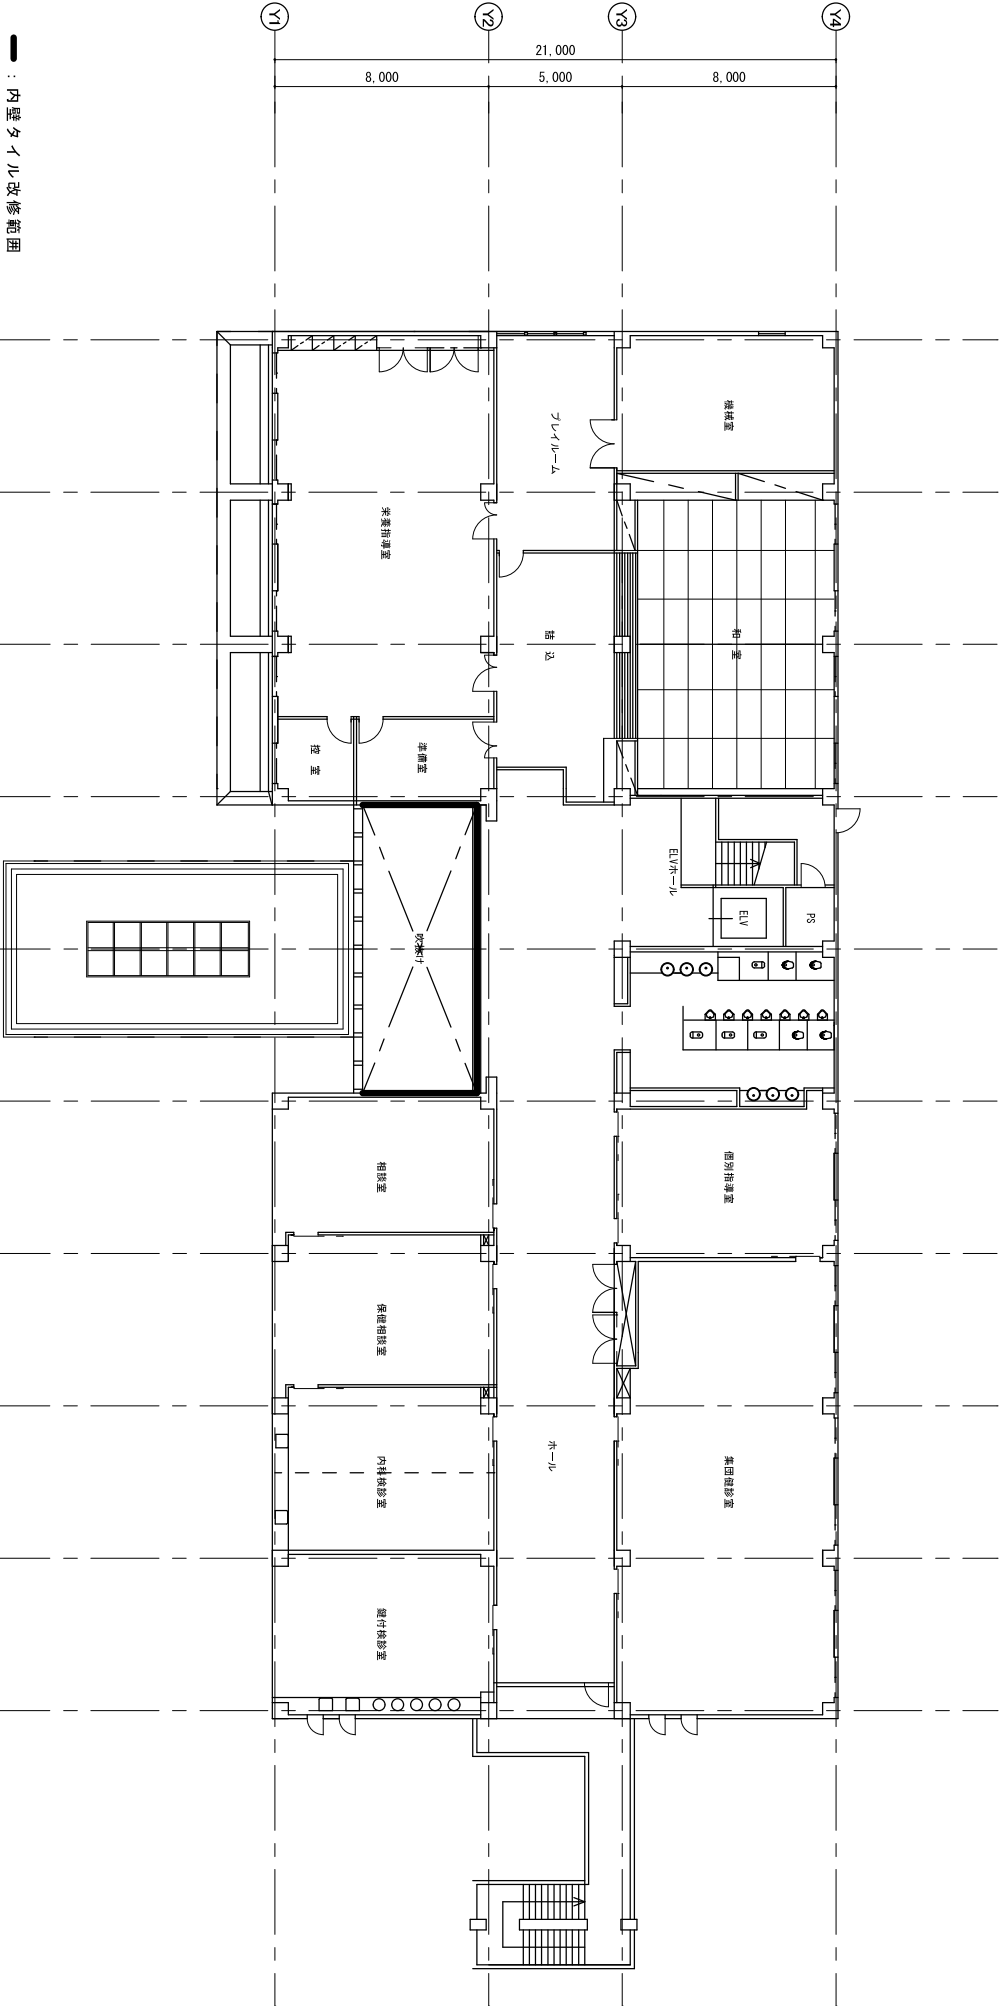 Y1
Y2
Y3
Y4
21,000
8,000
5,000
8,000
：内壁タイル改修範囲
機械室
プレイルーム
栄養指導室
和 室
詰 込
控 室
準備室
ELVホール
ELV
PS
吹抜け
相談室
個別指導室
保健相談室
ホール
内科検診室
集団健診室
鍵付検診室